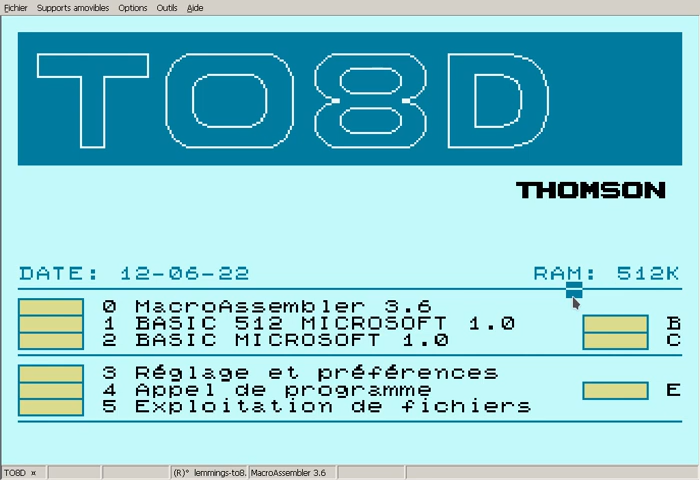 Fichier Supports amovibles Options Outils Aide
TO8D
THOMSON
DATE: 12-06-22 RAM: 512K
0 MacroAssembler 3.6
1 BASIC 512 MICROSOFT 1.0 B
2 BASIC MICROSOFT 1.0 C
3 Réglage et préférences
4 Appel de programme E
5 Exploitation de fichiers
TO8D × (R)° lemmings-to8. MacroAssembler 3.6